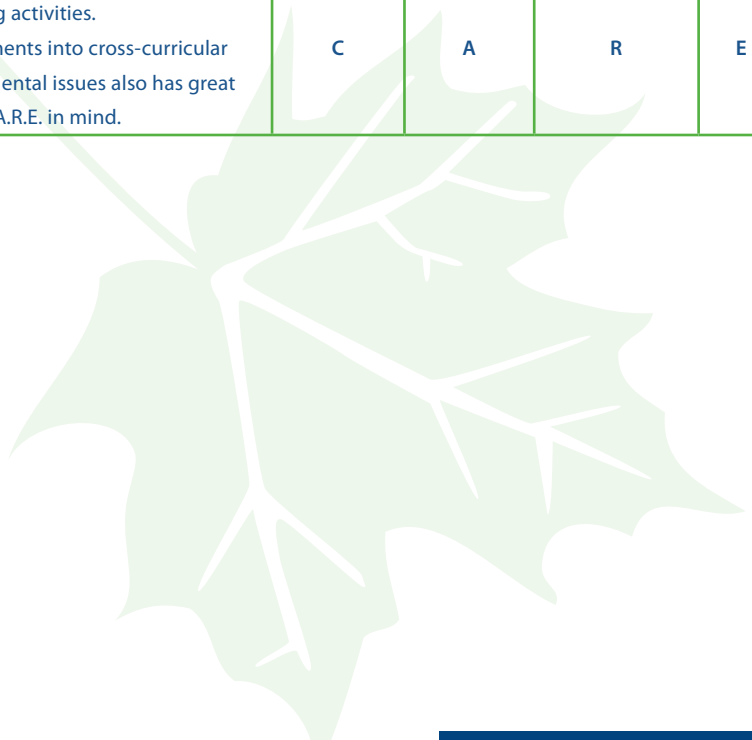 g activities.
ments into cross-curricular
ental issues also has great
A.R.E. in mind.
C A R E